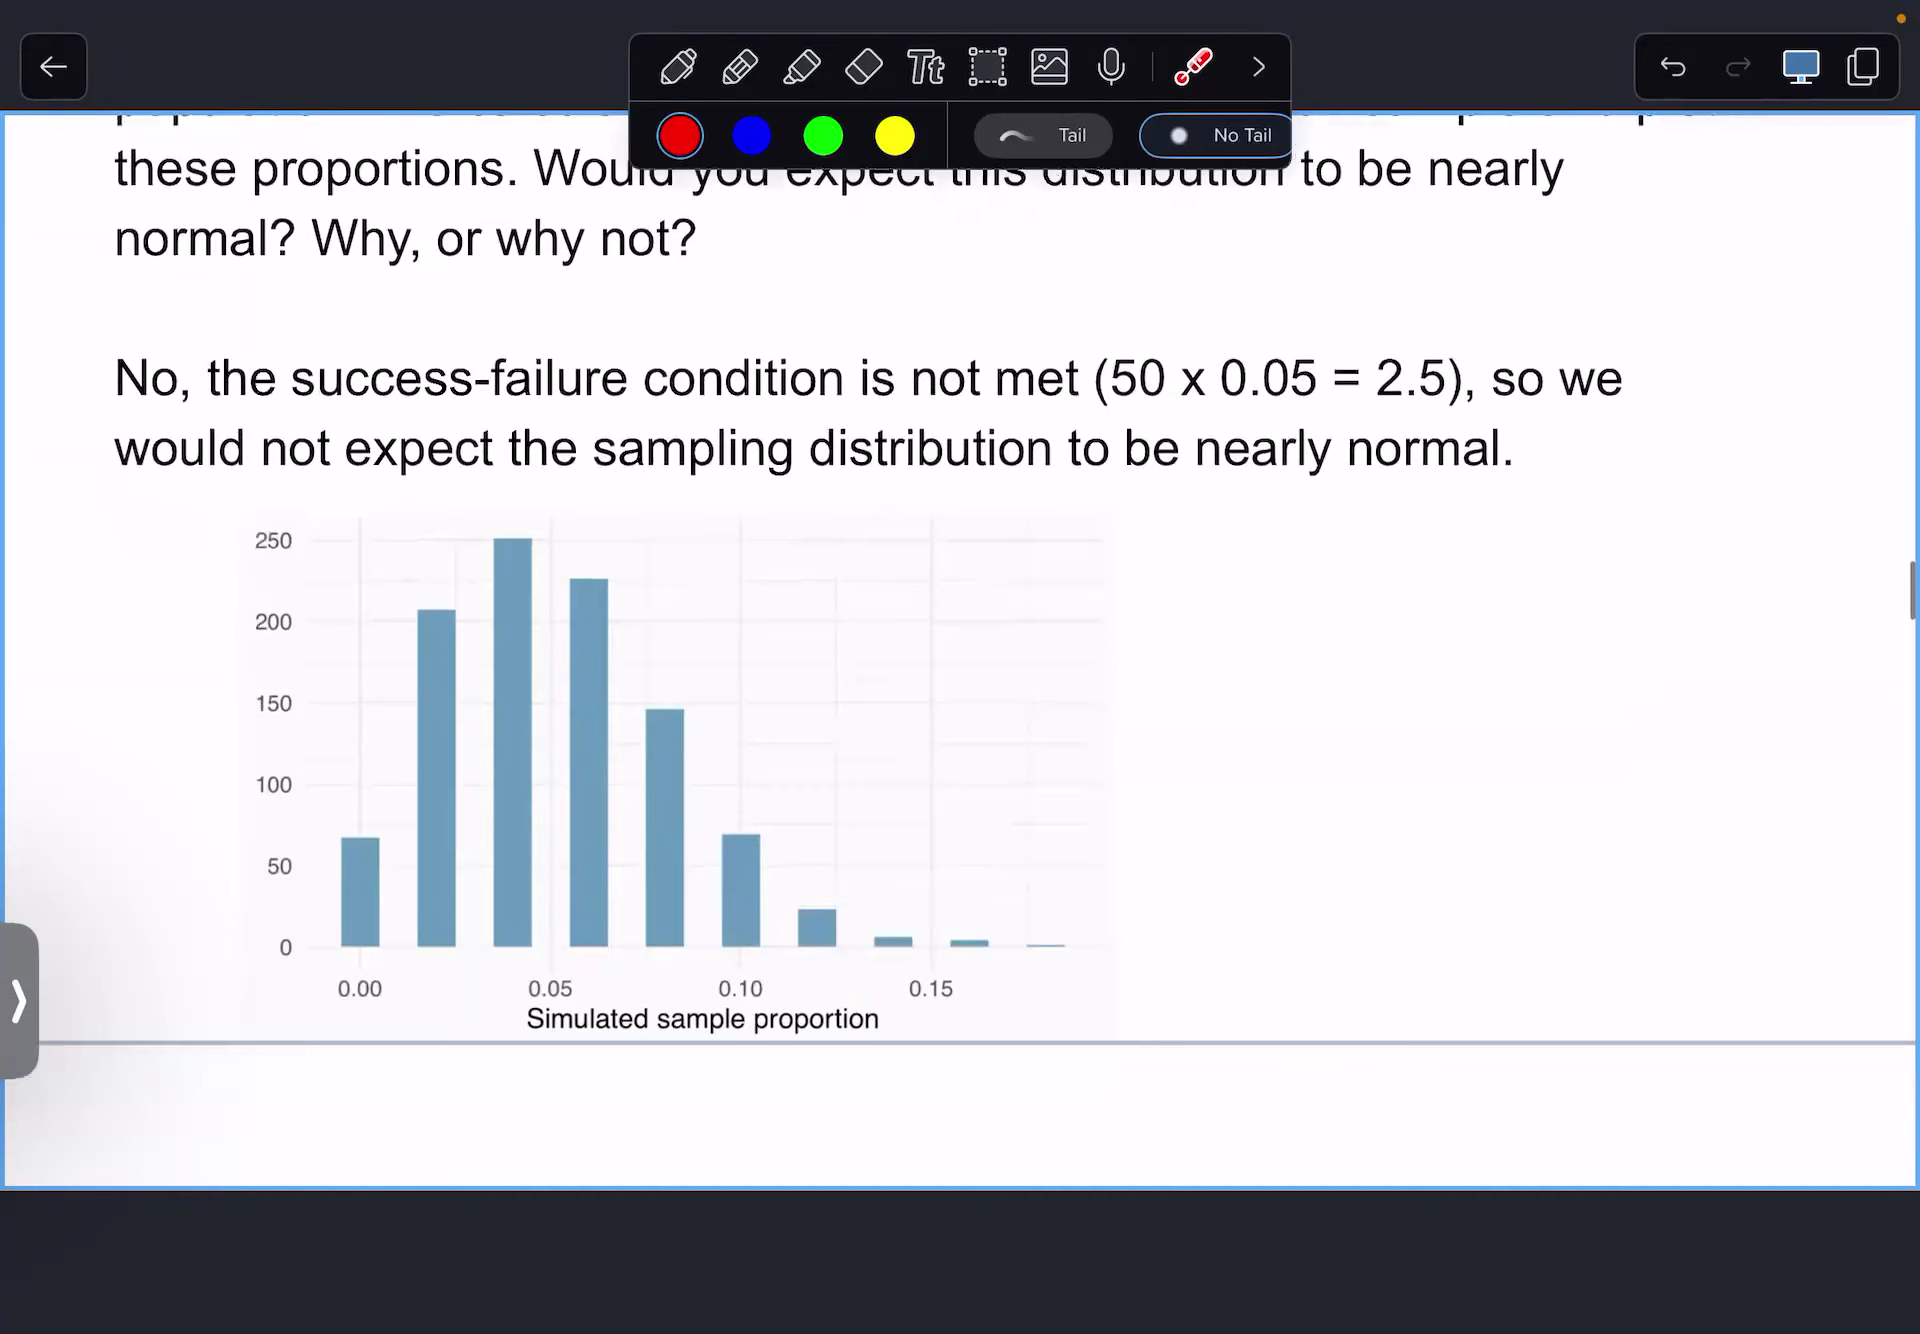 Tt
Tail
No Tail
these proportions. Would you expect this distribution to be nearly
normal? Why, or why not?
No, the success-failure condition is not met (50 x 0.05 = 2.5), so we
would not expect the sampling distribution to be nearly normal.
250
200
150
100
50
0
0.00 0.05 0.10 0.15
Simulated sample proportion